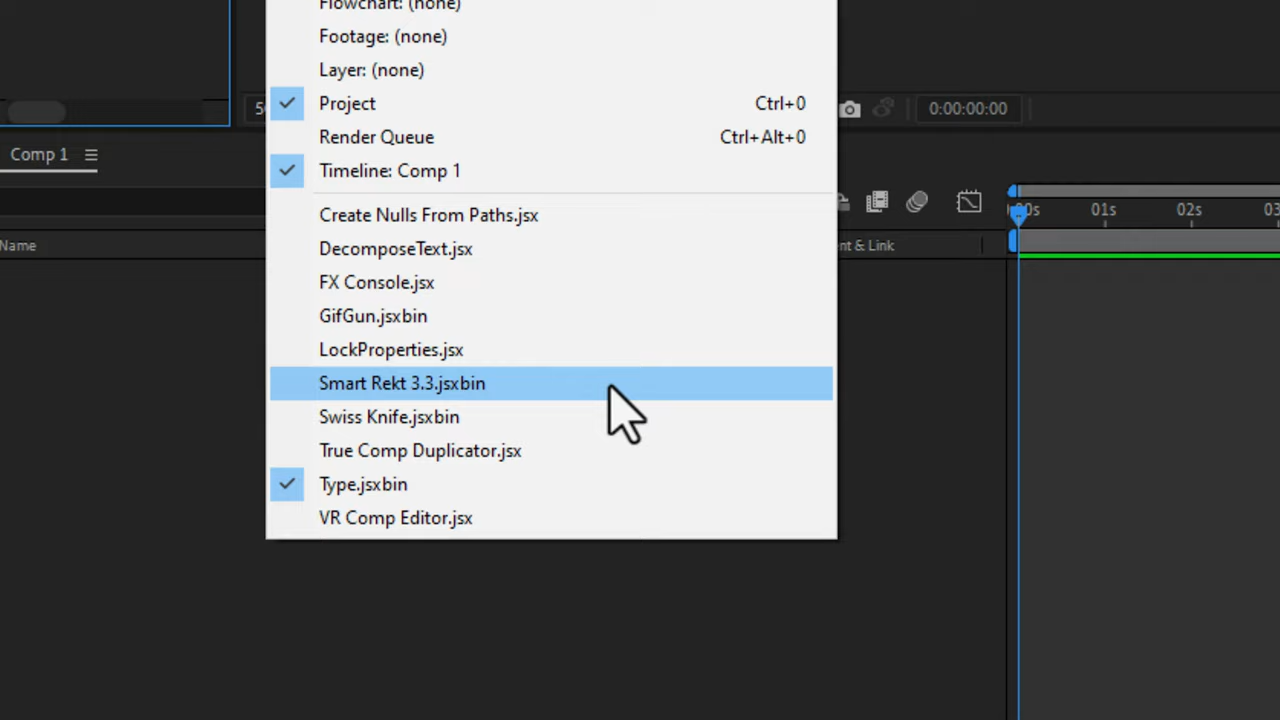 Flowchart: (none)
Footage: (none)
Layer: (none)
Project Ctrl+0
Render Queue Ctrl+Alt+0
Timeline: Comp 1
Create Nulls From Paths.jsx
DecomposeText.jsx
FX Console.jsx
GifGun.jsxbin
LockProperties.jsx
Smart Rekt 3.3.jsxbin
Swiss Knife.jsxbin
True Comp Duplicator.jsx
Type.jsxbin
VR Comp Editor.jsx
0:00:00:00
Comp 1
Name
& Link
01s 02s